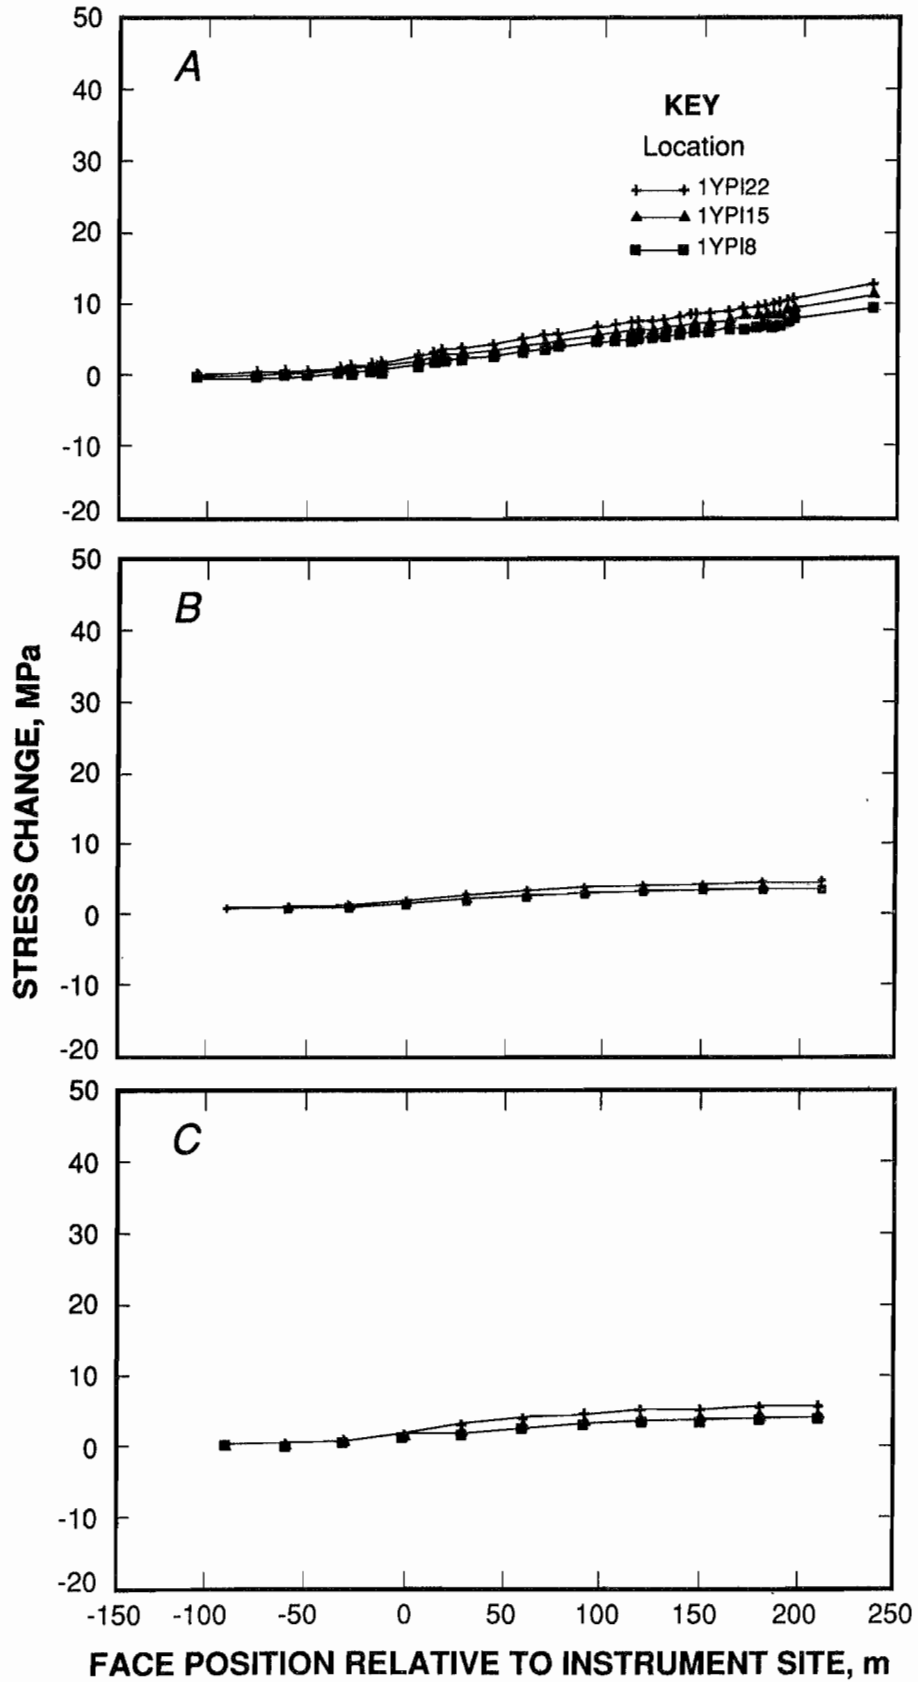 50
A
40
KEY
Location
30
1YPI22
1YPI15
20
1YPI8
10
0
-10
-20
50
B
40
30
20
10
0
-10
-20
STRESS CHANGE, MPa
50
C
40
30
20
10
0
-10
-20
-150 -100 -50 0 50 100 150 200 250
FACE POSITION RELATIVE TO INSTRUMENT SITE, m